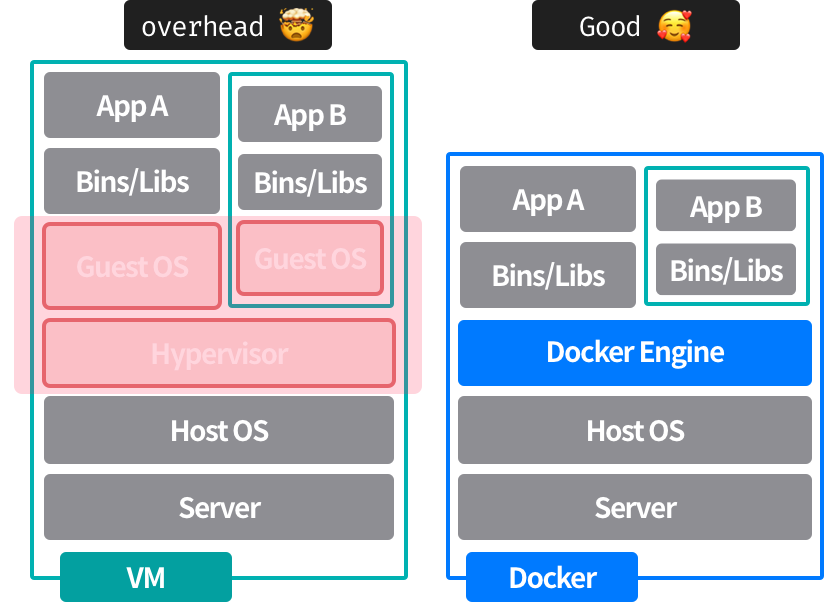 overhead 🤯
App A
App B
Bins/Libs
Bins/Libs
Guest OS
Guest OS
Hypervisor
Host OS
Server
VM
Good 🥰
App A
App B
Bins/Libs
Bins/Libs
Docker Engine
Host OS
Server
Docker